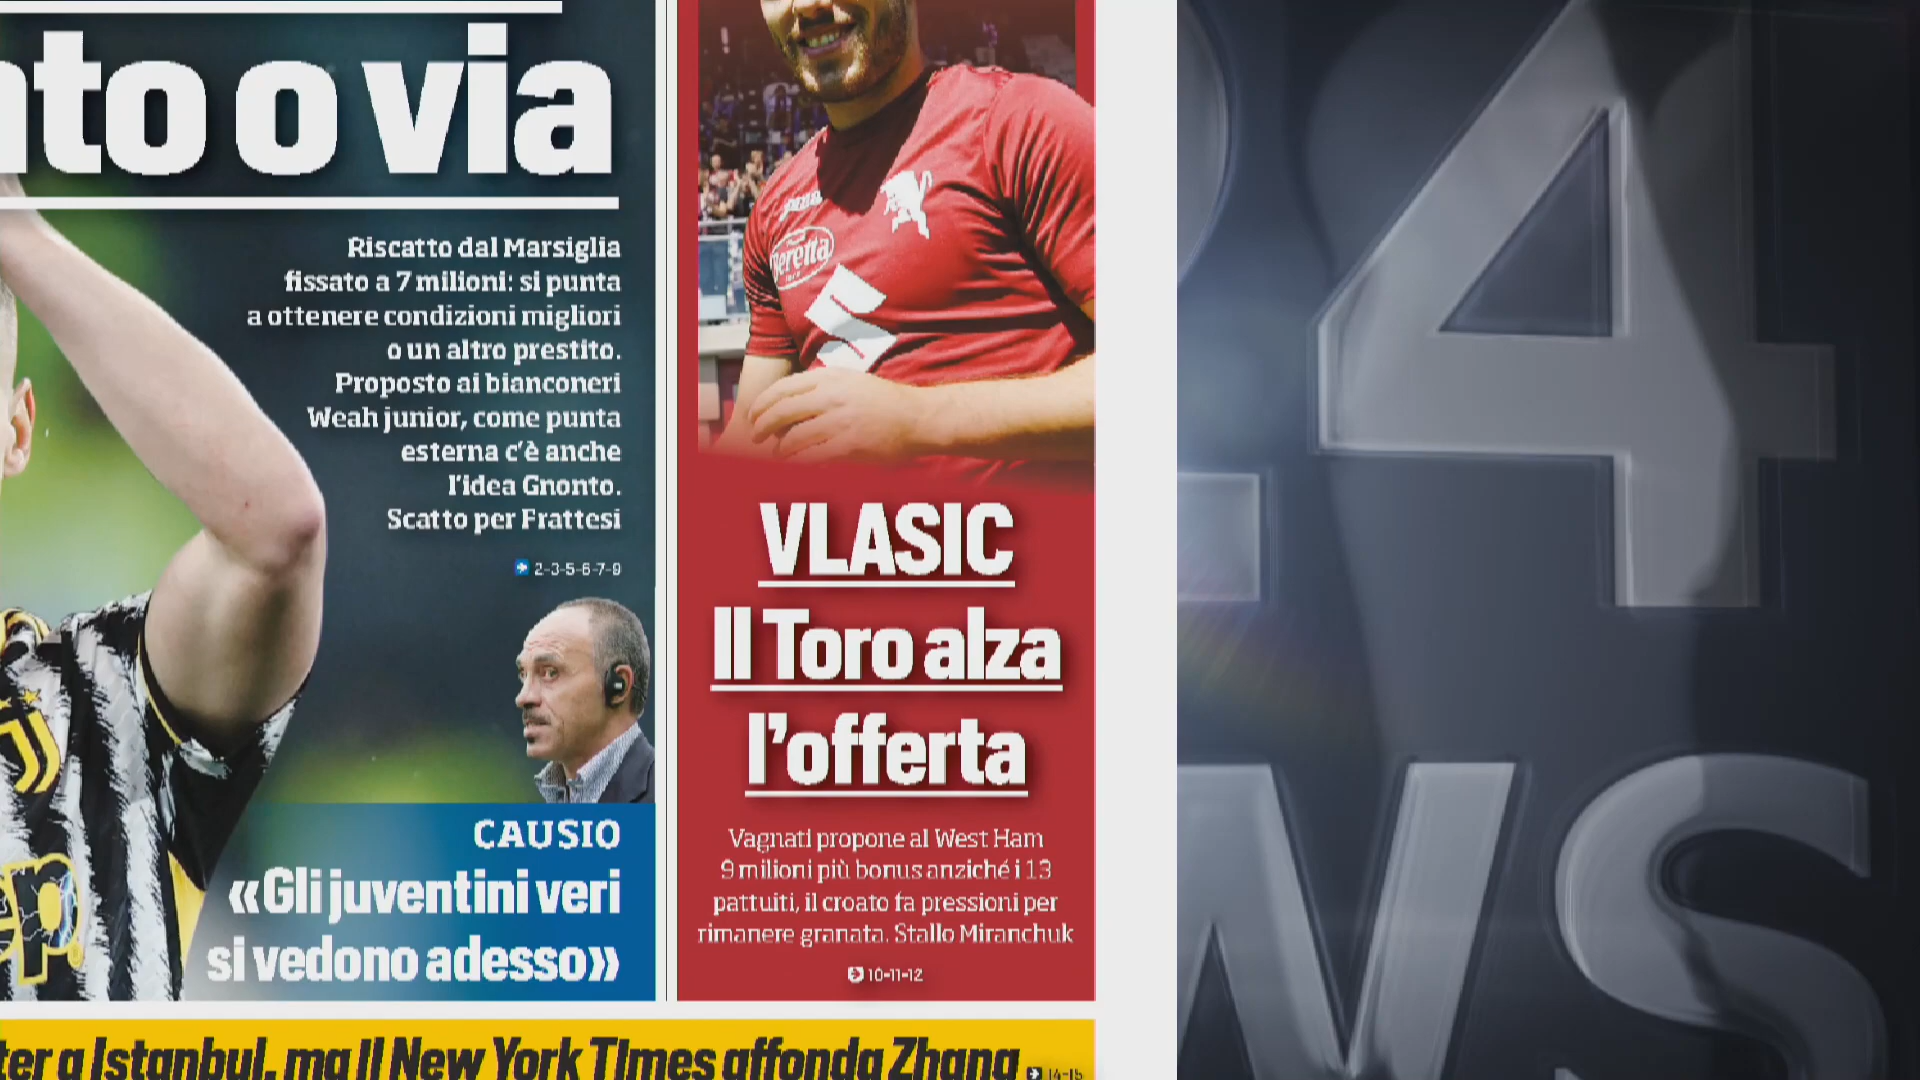 to o via
Riscatto dal Marsiglia
fissato a 7 milioni: si punta
a ottenere condizioni migliori
o un altro prestito.
Proposto ai bianconeri
Weah junior, come punta
esterna c'è anche
l'idea Gnonto.
Scatto per Frattesi
2-3-5-6-7-9
CAUSIO
«Gli juventini veri
si vedono adesso»
Beretta
VLASIC
Il Toro alza
l'offerta
Vagnati propone al West Ham
9 milioni più bonus anziché i 13
pattuiti, il croato fa pressioni per
rimanere granata. Stallo Miranchuk
10-11-12
ter a Istanbul, ma Il New York TImes affonda Zhang
14-15
24
WS